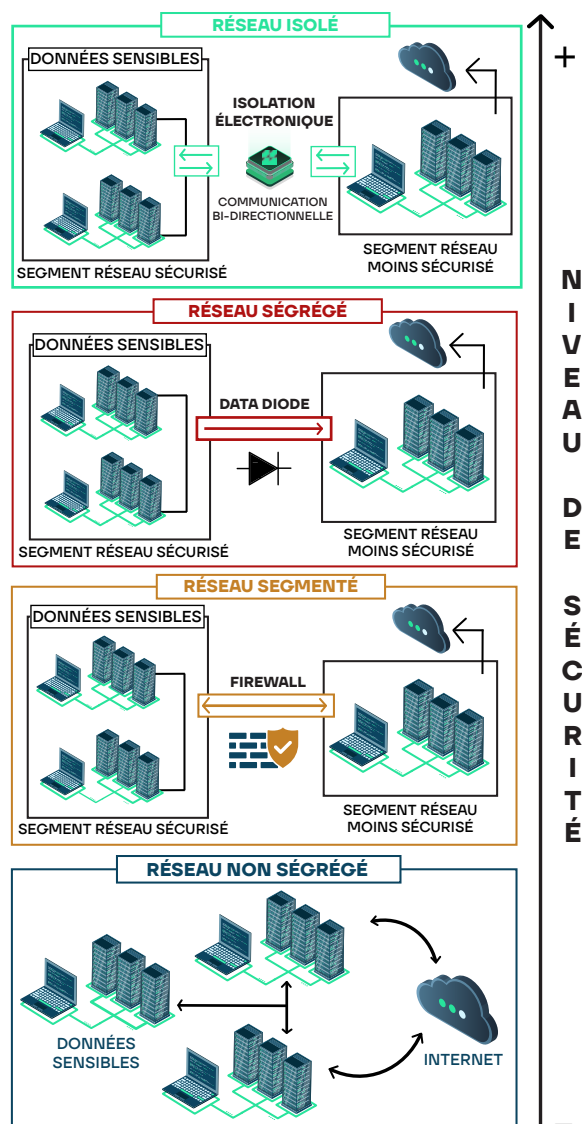 RÉSEAU ISOLÉ
DONNÉES SENSIBLES
ISOLATION
ÉLECTRONIQUE
COMMUNICATION
BI-DIRECTIONNELLE
SEGMENT RÉSEAU SÉCURISÉ
SEGMENT RÉSEAU
MOINS SÉCURISÉ
RÉSEAU SÉGRÉGÉ
DONNÉES SENSIBLES
DATA DIODE
SEGMENT RÉSEAU SÉCURISÉ
SEGMENT RÉSEAU
MOINS SÉCURISÉ
RÉSEAU SEGMENTÉ
DONNÉES SENSIBLES
FIREWALL
SEGMENT RÉSEAU SÉCURISÉ
SEGMENT RÉSEAU
MOINS SÉCURISÉ
RÉSEAU NON SÉGRÉGÉ
DONNÉES
SENSIBLES
INTERNET
+
NIVEAU DE SÉCURITÉ